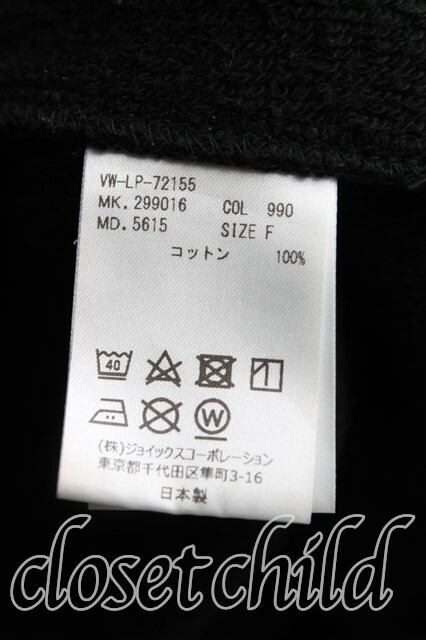 VW-LP-72155
MK. 299016 COL 990
MD. 5615 SIZE F
コットン 100%
40
W
(株)ジョイックスコーポレーション
東京都千代田区隼町3-16
日本製
closetchild